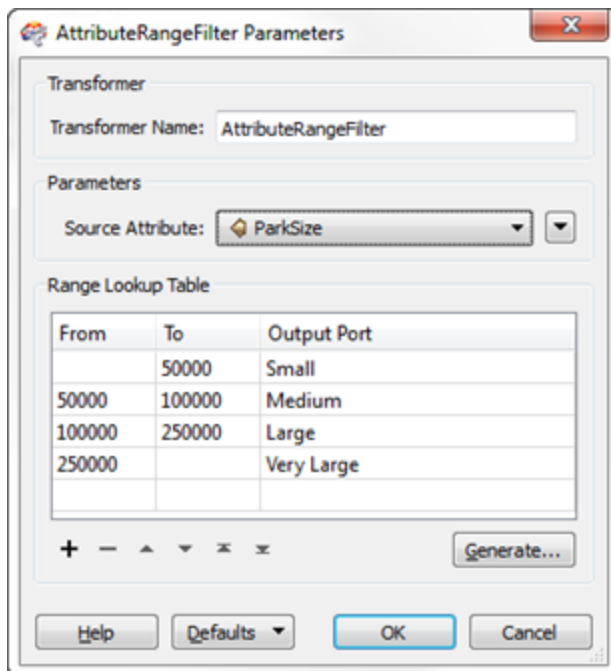 AttributeRangeFilter Parameters
Transformer
Transformer Name: AttributeRangeFilter
Parameters
Source Attribute: ParkSize
Range Lookup Table
From To Output Port
50000 Small
50000 100000 Medium
100000 250000 Large
250000 Very Large
Generate...
Help Defaults OK Cancel